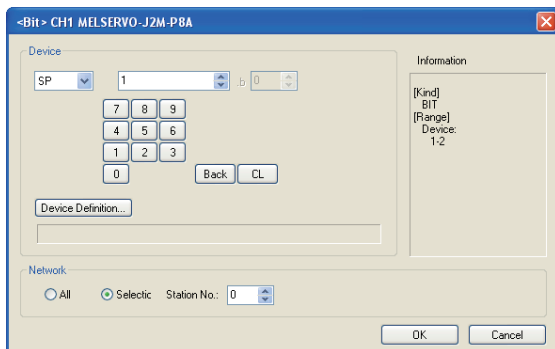 <Bit> CH1 MELSERVO-J2M-P8A
Device
SP 1 .b 0
7 8 9
4 5 6
1 2 3
0 Back CL
Device Definition...
Information
[Kind]
BIT
[Range]
Device:
1-2
Network
All Selectic Station No.: 0
OK Cancel